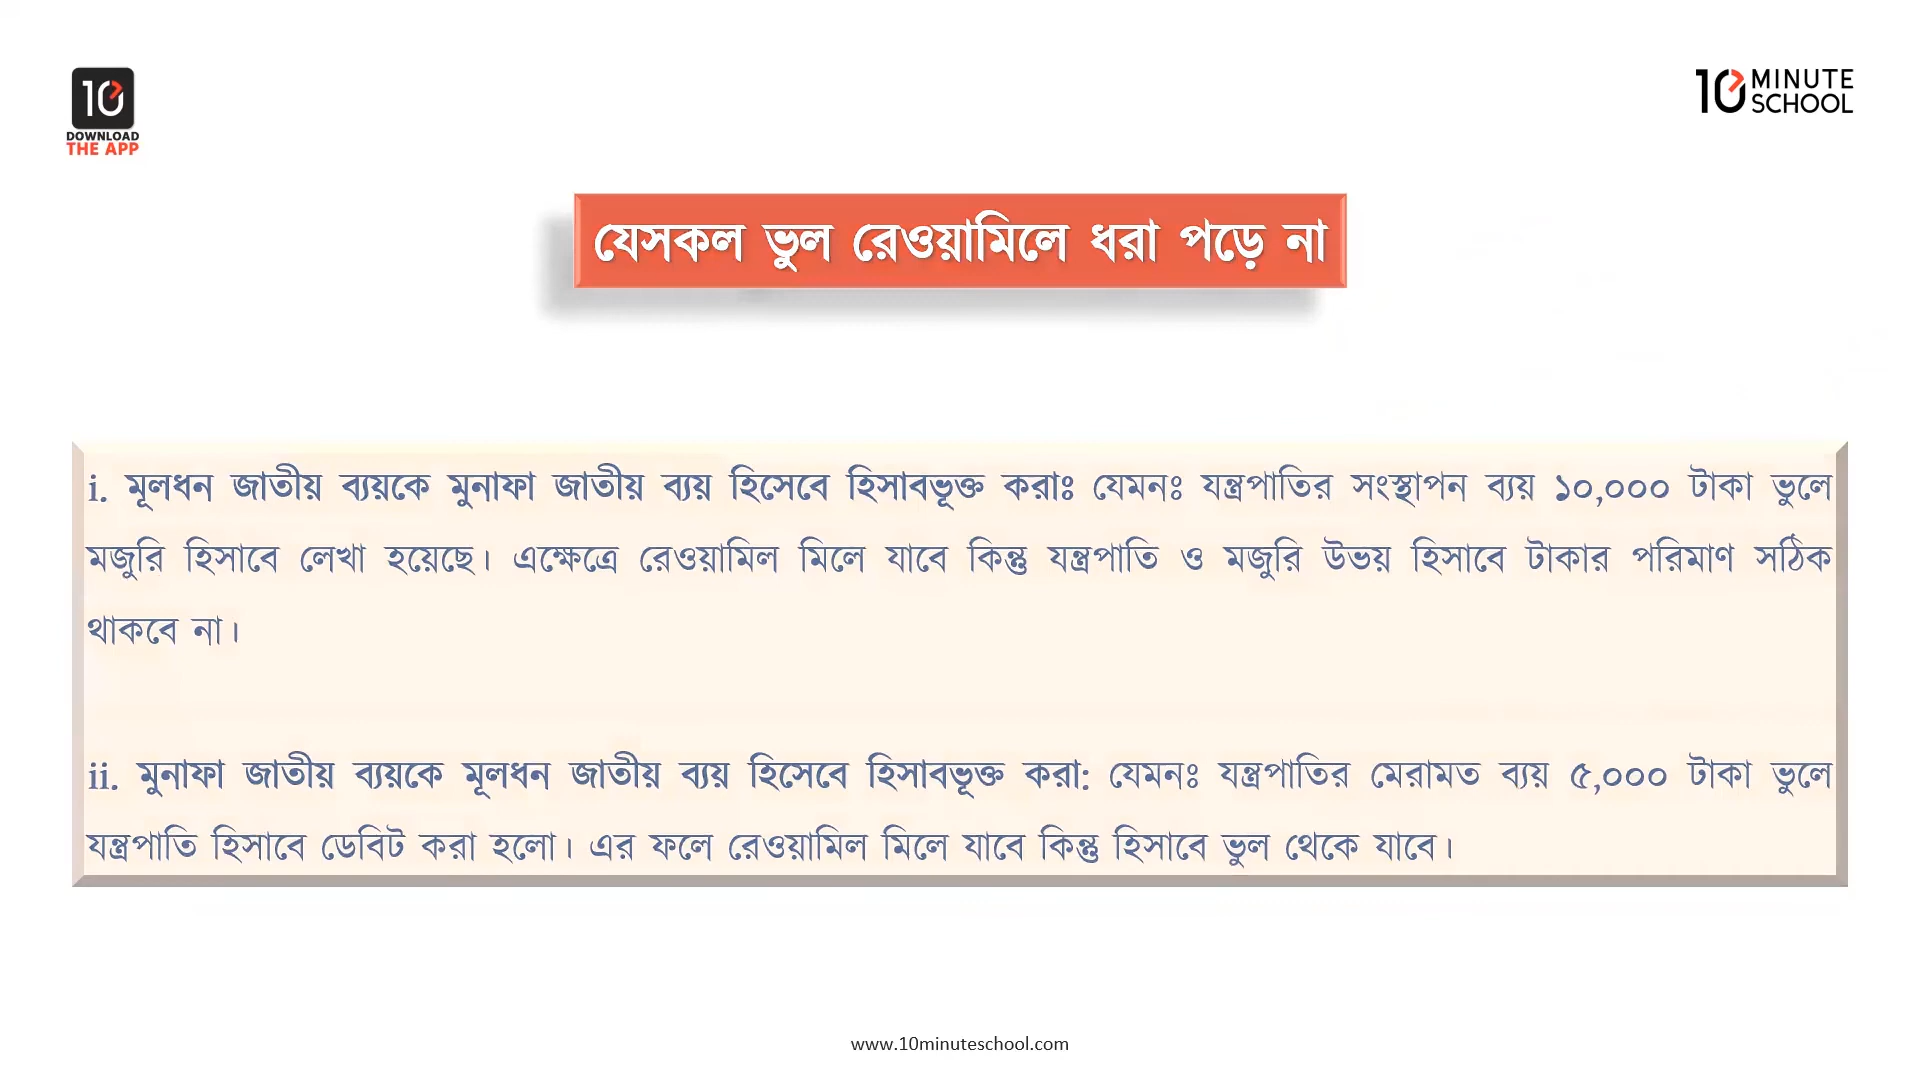 10
DOWNLOAD
THE APP
10 MINUTE
SCHOOL
যেসকল ভুল রেওয়ামিলে ধরা পড়ে না
i. মূলধন জাতীয় ব্যয়কে মুনাফা জাতীয় ব্যয় হিসেবে হিসাবভূক্ত করাঃ যেমনঃ যন্ত্রপাতির সংস্থাপন ব্যয় ১০,০০০ টাকা ভুলে
মজুরি হিসাবে লেখা হয়েছে। এক্ষেত্রে রেওয়ামিল মিলে যাবে কিন্তু যন্ত্রপাতি ও মজুরি উভয় হিসাবে টাকার পরিমাণ সঠিক
থাকবে না।
ii. মুনাফা জাতীয় ব্যয়কে মূলধন জাতীয় ব্যয় হিসেবে হিসাবভূক্ত করা: যেমনঃ যন্ত্রপাতির মেরামত ব্যয় ৫,০০০ টাকা ভুলে
যন্ত্রপাতি হিসাবে ডেবিট করা হলো। এর ফলে রেওয়ামিল মিলে যাবে কিন্তু হিসাবে ভুল থেকে যাবে।
www.10minuteschool.com